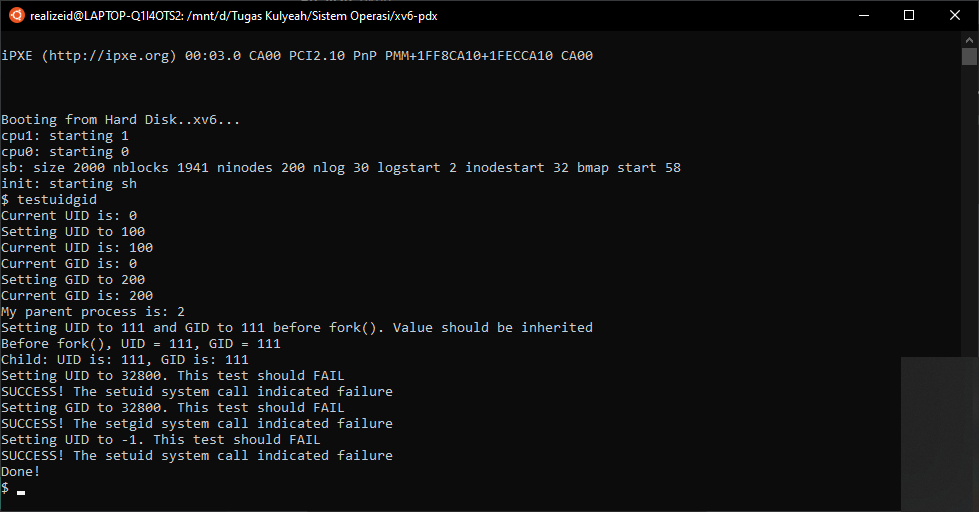 realizeid@LAPTOP-Q1I4OTS2: /mnt/d/Tugas Kulyeah/Sistem Operasi/xv6-pdx
iPXE (http://ipxe.org) 00:03.0 CA00 PCI2.10 PnP PMM+1FF8CA10+1FECCA10 CA00
Booting from Hard Disk..xv6...
cpu1: starting 1
cpu0: starting 0
sb: size 2000 nblocks 1941 ninodes 200 nlog 30 logstart 2 inodestart 32 bmap start 58
init: starting sh
$ testuidgid
Current UID is: 0
Setting UID to 100
Current UID is: 100
Current GID is: 0
Setting GID to 200
Current GID is: 200
My parent process is: 2
Setting UID to 111 and GID to 111 before fork(). Value should be inherited
Before fork(), UID = 111, GID = 111
Child: UID is: 111, GID is: 111
Setting UID to 32800. This test should FAIL
SUCCESS! The setuid system call indicated failure
Setting GID to 32800. This test should FAIL
SUCCESS! The setgid system call indicated failure
Setting UID to -1. This test should FAIL
SUCCESS! The setuid system call indicated failure
Done!
$